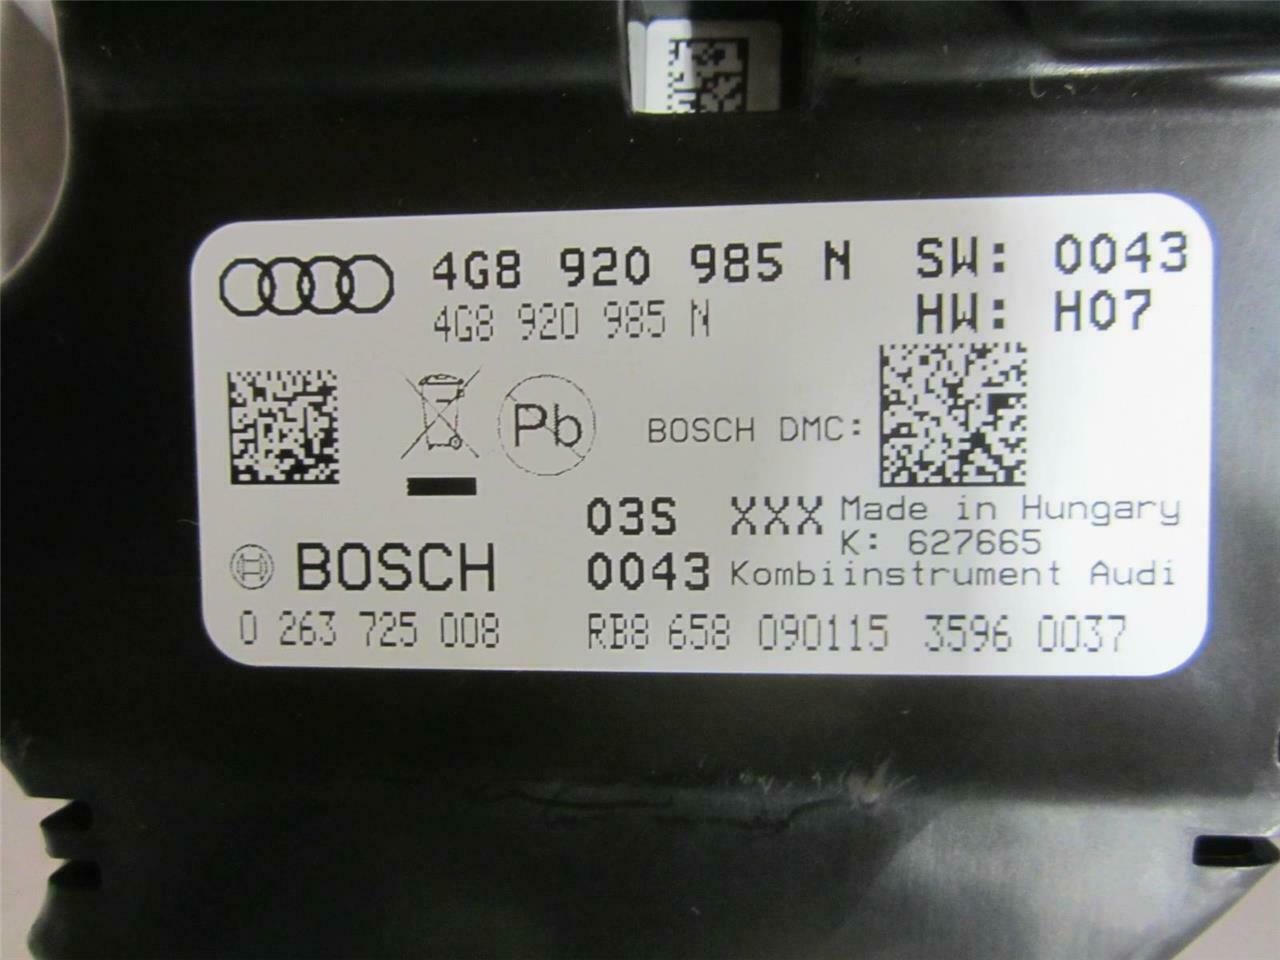 4G8 920 985 N SW: 0043
4G8 920 985 N HW: H07
Pb BOSCH DMC:
03S XXX Made in Hungary
K: 627665
BOSCH 0043 Kombiinstrument Audi
0 263 725 008 RB8 658 090115 3596 0037